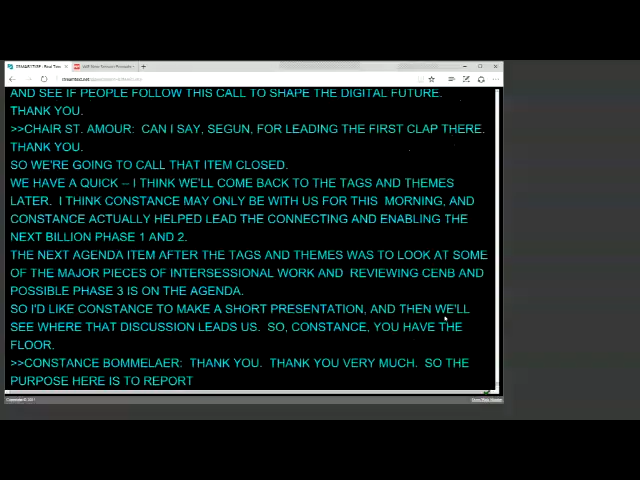 AND SEE IF PEOPLE FOLLOW THIS CALL TO SHAPE THE DIGITAL FUTURE.
THANK YOU.
>>CHAIR ST. AMOUR:  CAN I SAY, SEGUN, FOR LEADING THE FIRST CLAP THERE.
THANK YOU.
SO WE'RE GOING TO CALL THAT ITEM CLOSED.
WE HAVE A QUICK -- I THINK WE'LL COME BACK TO THE TAGS AND THEMES
LATER.  I THINK CONSTANCE MAY ONLY BE WITH US FOR THIS  MORNING, AND
CONSTANCE ACTUALLY HELPED LEAD THE CONNECTING AND ENABLING THE
NEXT BILLION PHASE 1 AND 2.
THE NEXT AGENDA ITEM AFTER THE TAGS AND THEMES WAS TO LOOK AT SOME
OF THE MAJOR PIECES OF INTERSESSIONAL WORK AND  REVIEWING CENB AND
POSSIBLE PHASE 3 IS ON THE AGENDA.
SO I'D LIKE CONSTANCE TO MAKE A SHORT PRESENTATION, AND THEN WE'LL
SEE WHERE THAT DISCUSSION LEADS US.  SO, CONSTANCE, YOU HAVE THE
FLOOR.
>>CONSTANCE BOMMELAER:  THANK YOU.  THANK YOU VERY MUCH.  SO THE
PURPOSE HERE IS TO REPORT